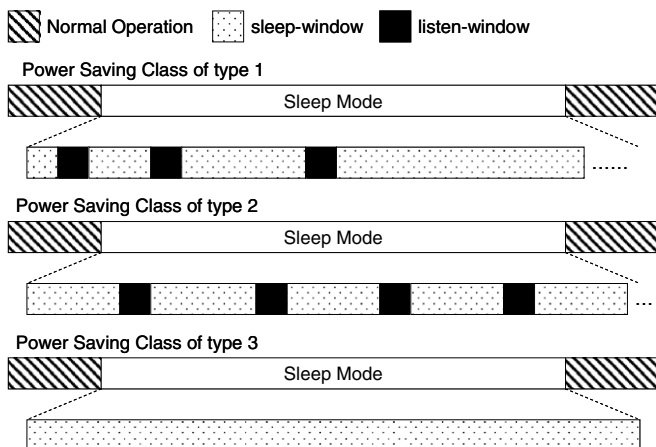 Normal Operation sleep-window listen-window
Power Saving Class of type 1
Sleep Mode
......
Power Saving Class of type 2
Sleep Mode
...
Power Saving Class of type 3
Sleep Mode